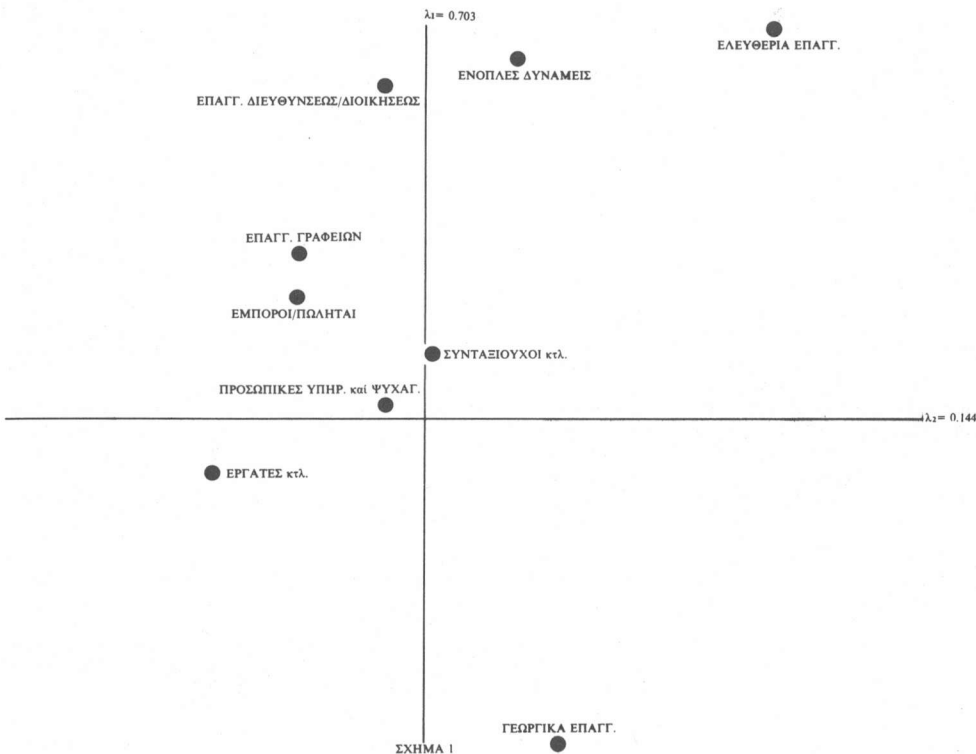 λ₁= 0.703
ΕΛΕΥΘΕΡΙΑ ΕΠΑΓΓ.
ΕΝΟΠΛΕΣ ΔΥΝΑΜΕΙΣ
ΕΠΑΓΓ. ΔΙΕΥΘΥΝΣΕΩΣ/ΔΙΟΙΚΗΣΕΩΣ
ΕΠΑΓΓ. ΓΡΑΦΕΙΩΝ
ΕΜΠΟΡΟΙ/ΠΩΛΗΤΑΙ
ΣΥΝΤΑΞΙΟΥΧΟΙ κτλ.
ΠΡΟΣΩΠΙΚΕΣ ΥΠΗΡ. καί ΨΥΧΑΓ.
λ₂= 0.144
ΕΡΓΑΤΕΣ κτλ.
ΓΕΩΡΓΙΚΑ ΕΠΑΓΓ.
ΣΧΗΜΑ 1